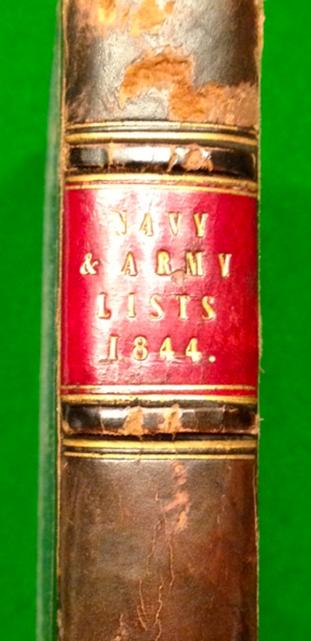 NAVY
& ARMY
LISTS
1844.